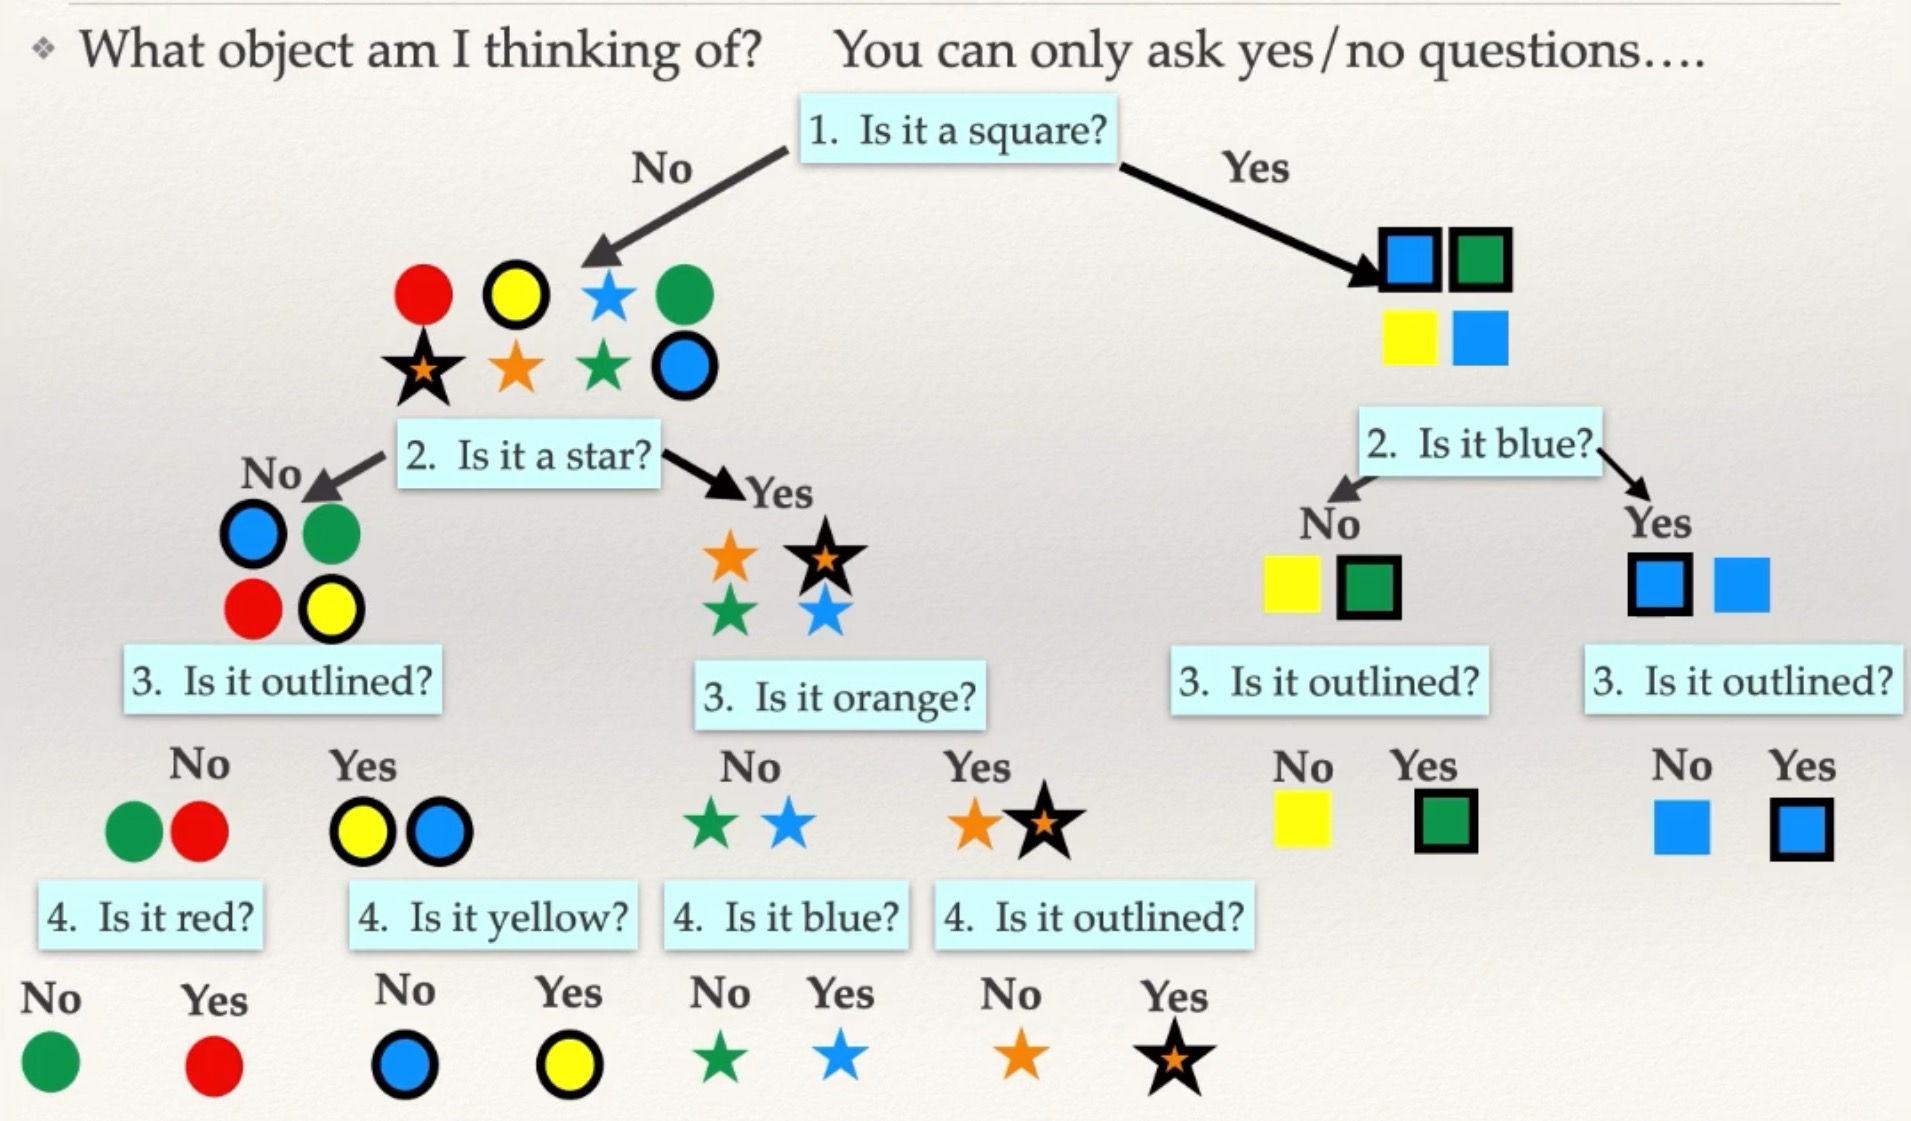 What object am I thinking of? You can only ask yes/no questions....
1. Is it a square?
No
Yes
2. Is it a star?
2. Is it blue?
No
Yes
No
Yes
3. Is it outlined?
3. Is it orange?
3. Is it outlined?
3. Is it outlined?
No
Yes
No
Yes
No
Yes
No
Yes
4. Is it red?
4. Is it yellow?
4. Is it blue?
4. Is it outlined?
No
Yes
No
Yes
No
Yes
No
Yes